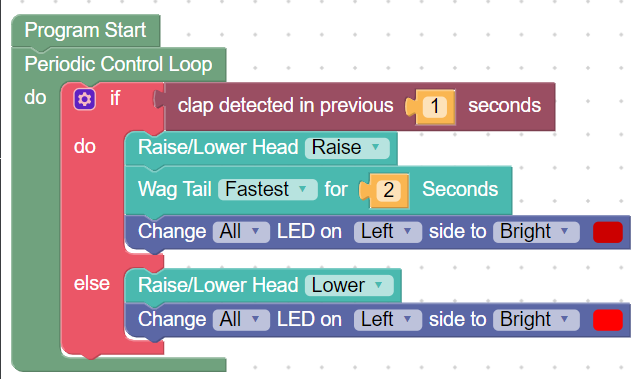 Program Start
Periodic Control Loop
do if clap detected in previous 1 seconds
do Raise/Lower Head Raise
Wag Tail Fastest for 2 Seconds
Change All LED on Left side to Bright
else Raise/Lower Head Lower
Change All LED on Left side to Bright